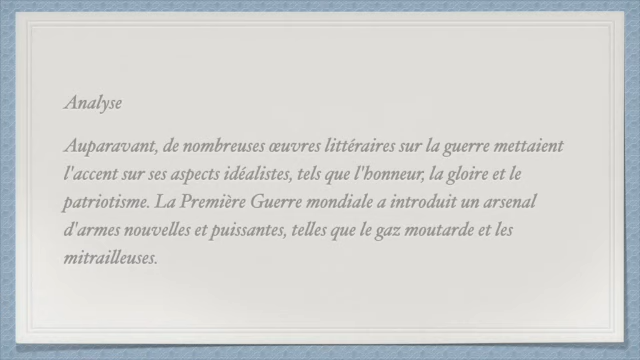 Analyse
Auparavant, de nombreuses œuvres littéraires sur la guerre mettaient
l'accent sur ses aspects idéalistes, tels que l'honneur, la gloire et le
patriotisme. La Première Guerre mondiale a introduit un arsenal
d'armes nouvelles et puissantes, telles que le gaz moutarde et les
mitrailleuses.